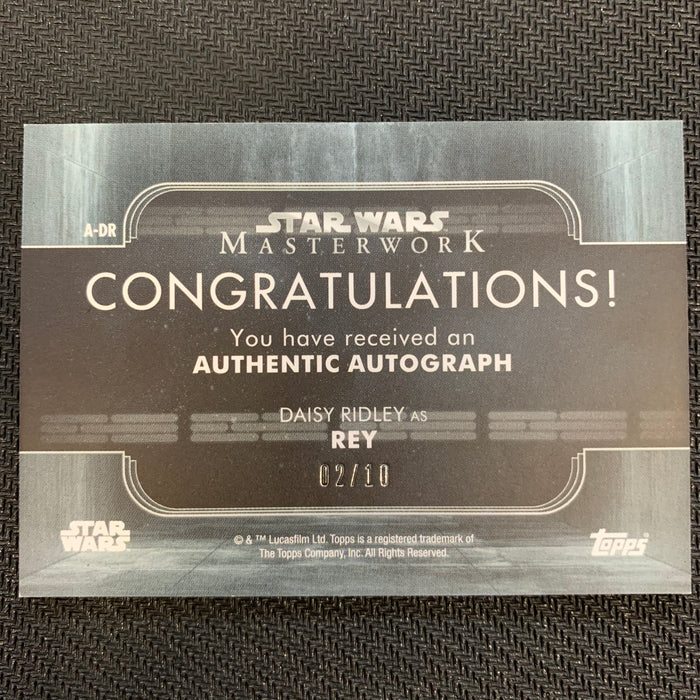 A-DR
STAR WARS
MASTERWORK
CONGRATULATIONS!
You have received an
AUTHENTIC AUTOGRAPH
DAISY RIDLEY AS
REY
02/10
STAR
WARS
© & ™ Lucasfilm Ltd. Topps is a registered trademark of
The Topps Company, Inc. All Rights Reserved.
topps®